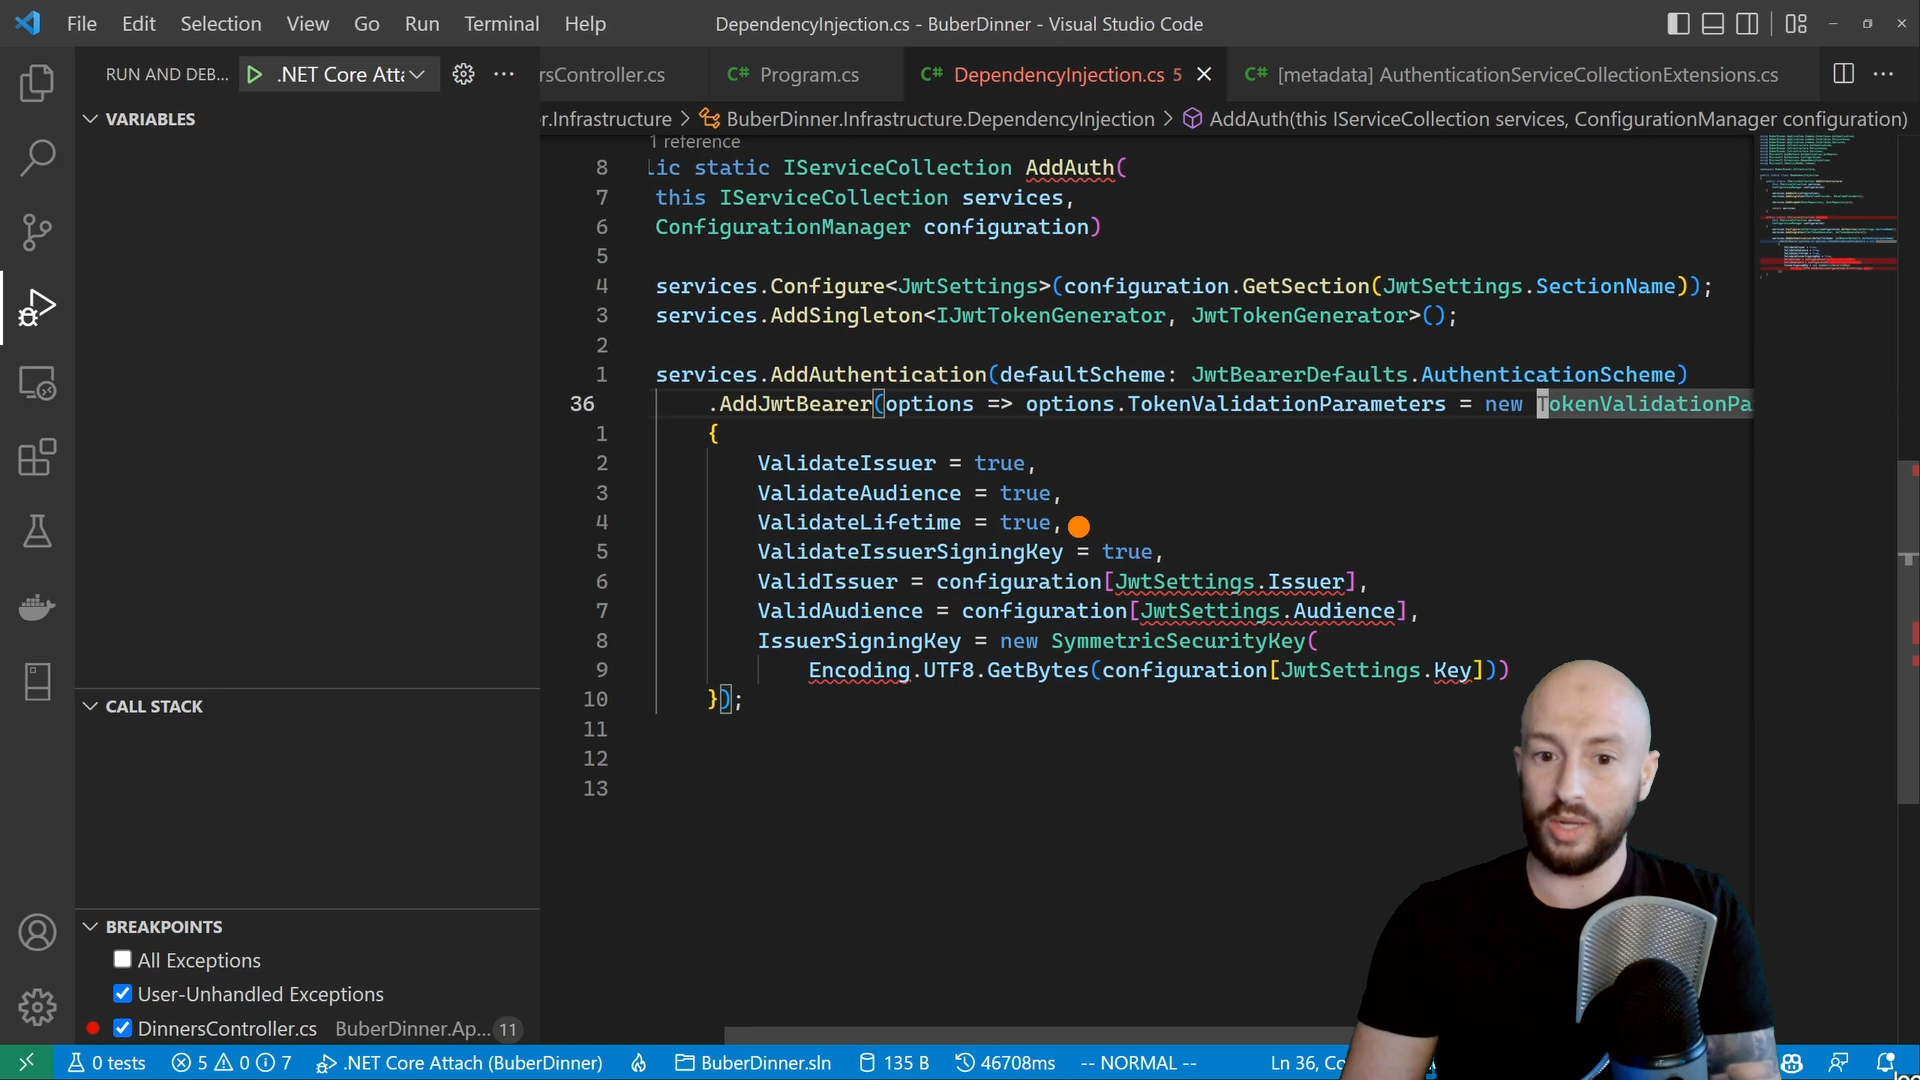 File Edit Selection View Go Run Terminal Help
DependencyInjection.cs - BuberDinner - Visual Studio Code
RUN AND DEB... .NET Core Atta
rsController.cs
C# Program.cs
C# DependencyInjection.cs 5
C# [metadata] AuthenticationServiceCollectionExtensions.cs
VARIABLES
r.Infrastructure > BuberDinner.Infrastructure.DependencyInjection > AddAuth(this IServiceCollection services, ConfigurationManager configuration)
1 reference
8 lic static IServiceCollection AddAuth(
7 this IServiceCollection services,
6 ConfigurationManager configuration)
5
4 services.Configure<JwtSettings>(configuration.GetSection(JwtSettings.SectionName));
3 services.AddSingleton<IJwtTokenGenerator, JwtTokenGenerator>();
2
1 services.AddAuthentication(defaultScheme: JwtBearerDefaults.AuthenticationScheme)
36 .AddJwtBearer(options => options.TokenValidationParameters = new TokenValidationPa
1 {
2 ValidateIssuer = true,
3 ValidateAudience = true,
4 ValidateLifetime = true,
5 ValidateIssuerSigningKey = true,
6 ValidIssuer = configuration[JwtSettings.Issuer],
7 ValidAudience = configuration[JwtSettings.Audience],
8 IssuerSigningKey = new SymmetricSecurityKey(
9 Encoding.UTF8.GetBytes(configuration[JwtSettings.Key]))
10 });
11
12
13
CALL STACK
BREAKPOINTS
All Exceptions
User-Unhandled Exceptions
DinnersController.cs BuberDinner.Ap... 11
0 tests 5 0 7 .NET Core Attach (BuberDinner) BuberDinner.sln 135 B 46708ms -- NORMAL -- Ln 36, Co